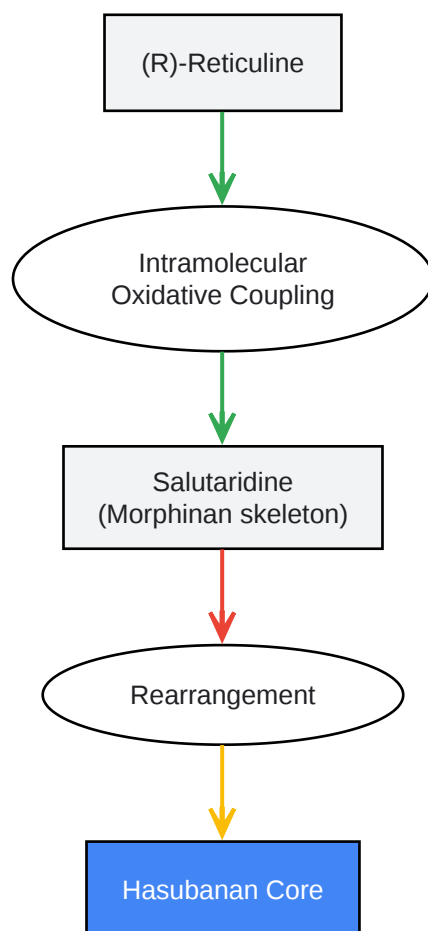 (R)-Reticuline
Intramolecular
Oxidative Coupling
Salutaridine
(Morphinan skeleton)
Rearrangement
Hasubanan Core